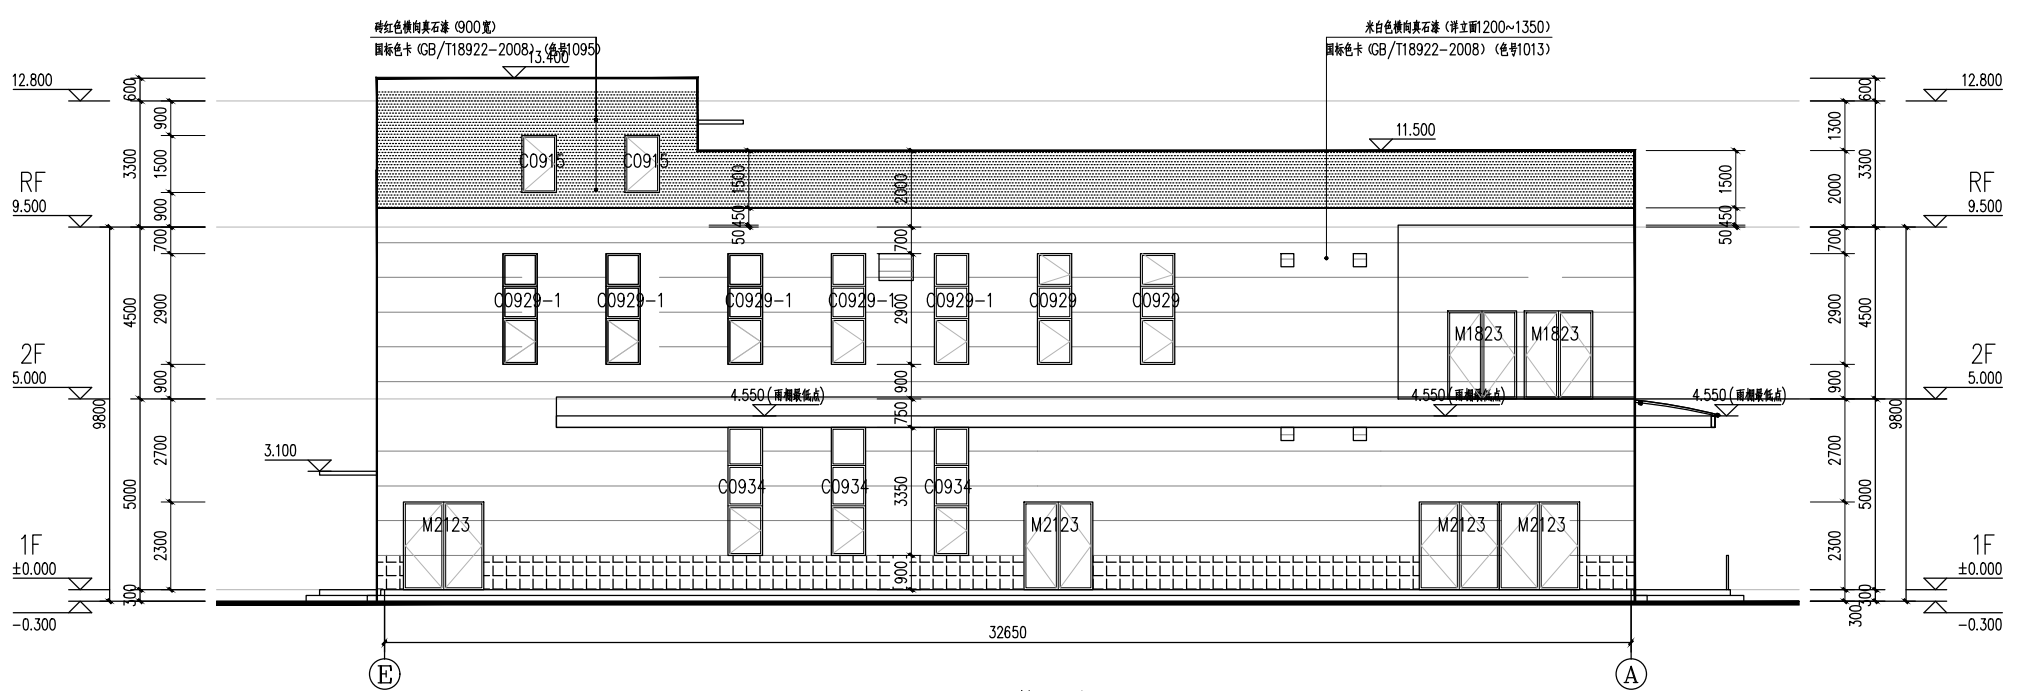 砖红色横向真石漆 (900宽)
国标色卡 (GB/T18922-2008) (色号1095)
米白色横向真石漆 (详立面1200~1350)
国标色卡 (GB/T18922-2008) (色号1013)
13.400
12.800
600
900
3300
1500
900
RF
9.500
700
4500
2900
2F
5.000
900
9800
2700
5000
2300
1F
±0.000
300
-0.300
3.100
C0915
C0915
1500
450
50
2000
700
2900
900
750
3350
900
11.500
C0929-1
C0929-1
C0929-1
C0929-1
C0929-1
C0929
C0929
M1823
M1823
4.550 (雨棚最低点)
4.550 (雨棚最低点)
4.550 (雨棚最低点)
C0934
C0934
C0934
M2123
M2123
M2123
M2123
32650
E
A
1500
450
50
600
12.800
1300
3300
2000
RF
9.500
700
2900
4500
2F
5.000
900
9800
2700
5000
2300
1F
±0.000
300
300
-0.300